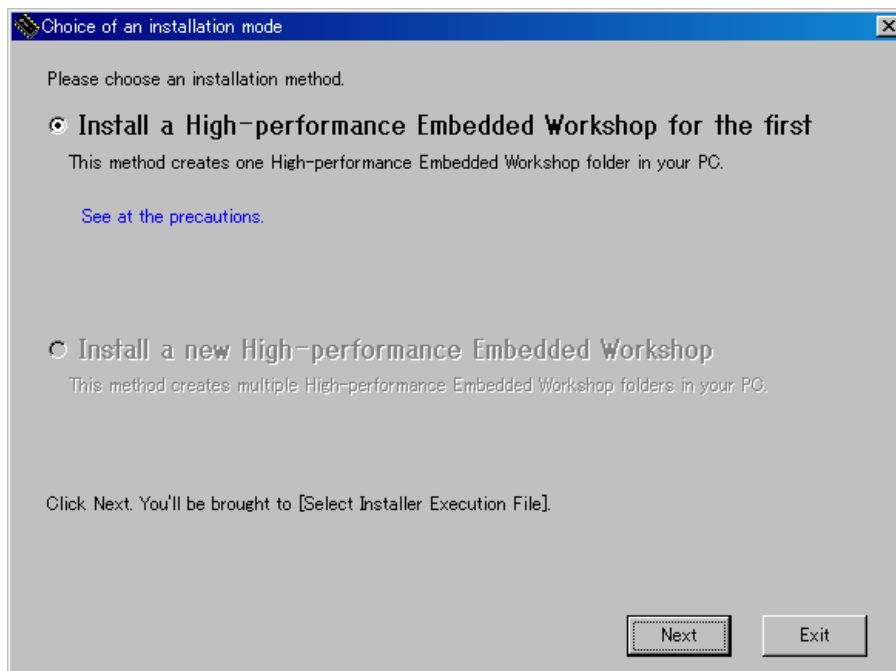 Choice of an installation mode
Please choose an installation method.
Install a High-performance Embedded Workshop for the first
This method creates one High-performance Embedded Workshop folder in your PC.
See at the precautions.
Install a new High-performance Embedded Workshop
This method creates multiple High-performance Embedded Workshop folders in your PC.
Click Next. You'll be brought to [Select Installer Execution File].
Next
Exit